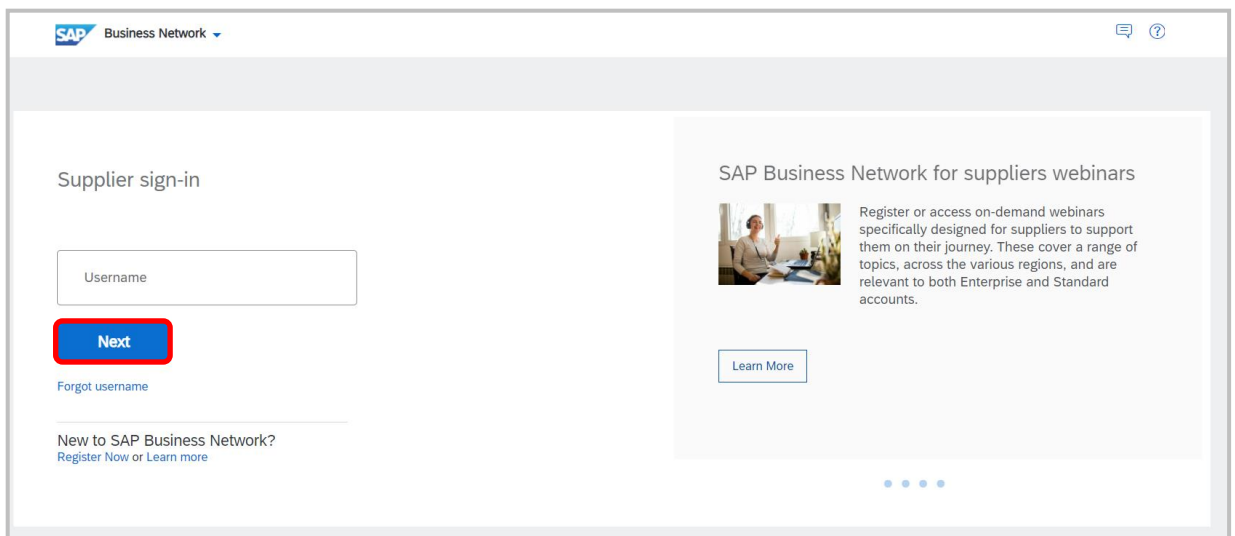 SAP Business Network
Supplier sign-in
Username
Next
Forgot username
New to SAP Business Network?
Register Now or Learn more
SAP Business Network for suppliers webinars
Register or access on-demand webinars
specifically designed for suppliers to support
them on their journey. These cover a range of
topics, across the various regions, and are
relevant to both Enterprise and Standard
accounts.
Learn More